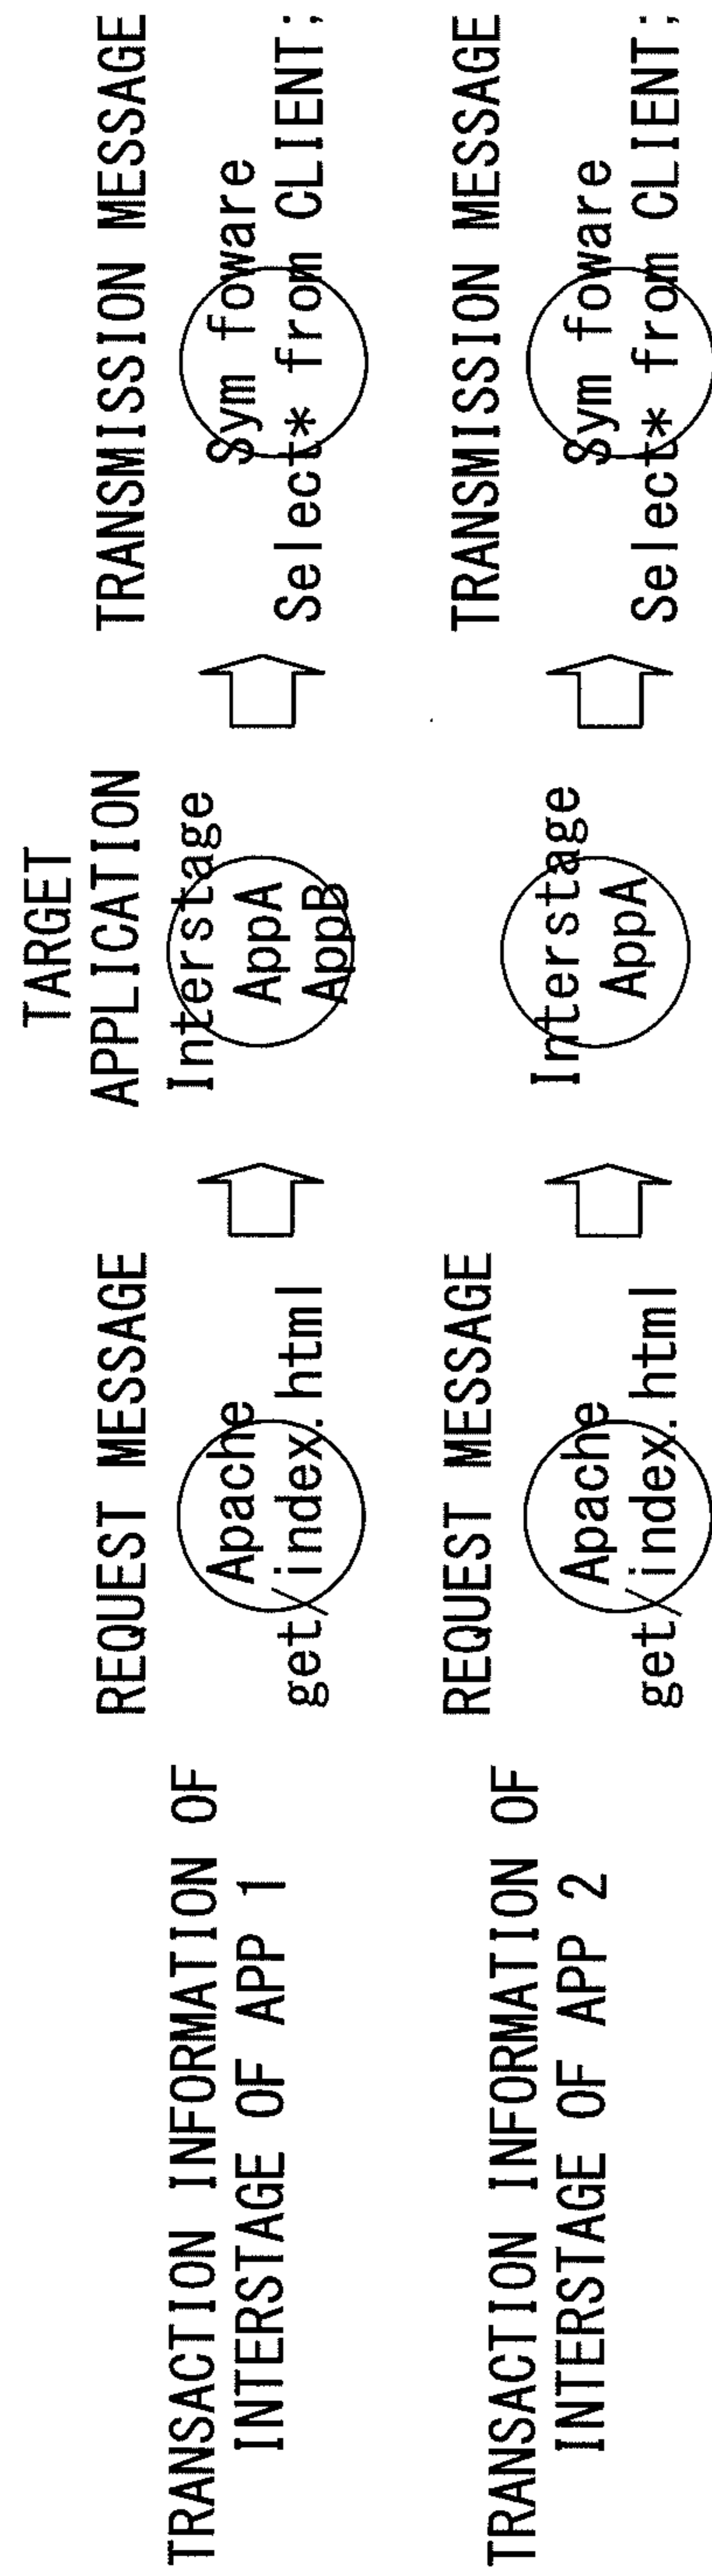 TRANSACTION INFORMATION OF
INTERSTAGE OF APP 1
REQUEST MESSAGE
Apache
get/index.html
TARGET
APPLICATION
Interstage
AppA
AppB
TRANSMISSION MESSAGE
Sym foware
Select* from CLIENT;
TRANSACTION INFORMATION OF
INTERSTAGE OF APP 2
REQUEST MESSAGE
Apache
get/index.html
Interstage
AppA
TRANSMISSION MESSAGE
Sym foware
Select* from CLIENT;